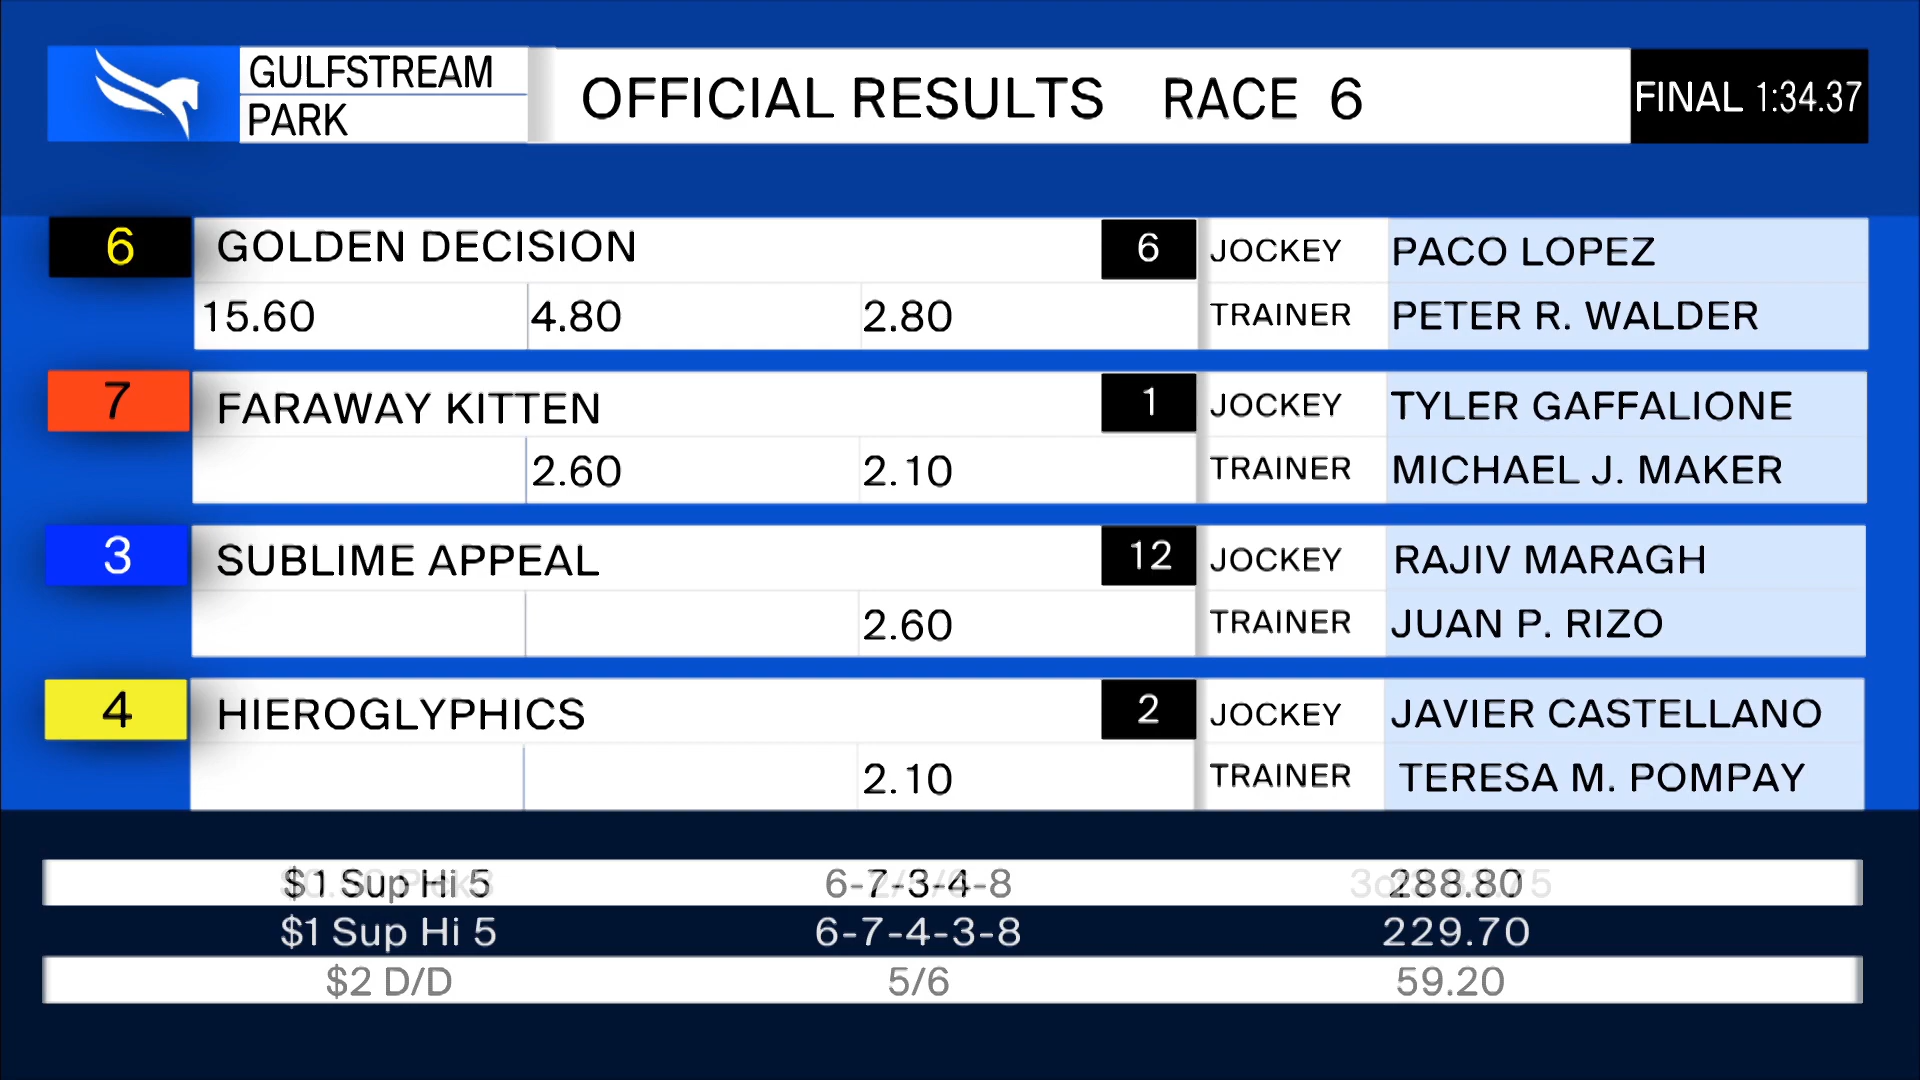 GULFSTREAM
PARK
OFFICIAL RESULTS RACE 6
FINAL 1:34.37
6 GOLDEN DECISION 6 JOCKEY PACO LOPEZ
15.60 4.80 2.80 TRAINER PETER R. WALDER
7 FARAWAY KITTEN 1 JOCKEY TYLER GAFFALIONE
2.60 2.10 TRAINER MICHAEL J. MAKER
3 SUBLIME APPEAL 12 JOCKEY RAJIV MARAGH
2.60 TRAINER JUAN P. RIZO
4 HIEROGLYPHICS 2 JOCKEY JAVIER CASTELLANO
2.10 TRAINER TERESA M. POMPAY
$1 Sup Hi 5 6-7-3-4-8 288.80
$1 Sup Hi 5 6-7-4-3-8 229.70
$2 D/D 5/6 59.20